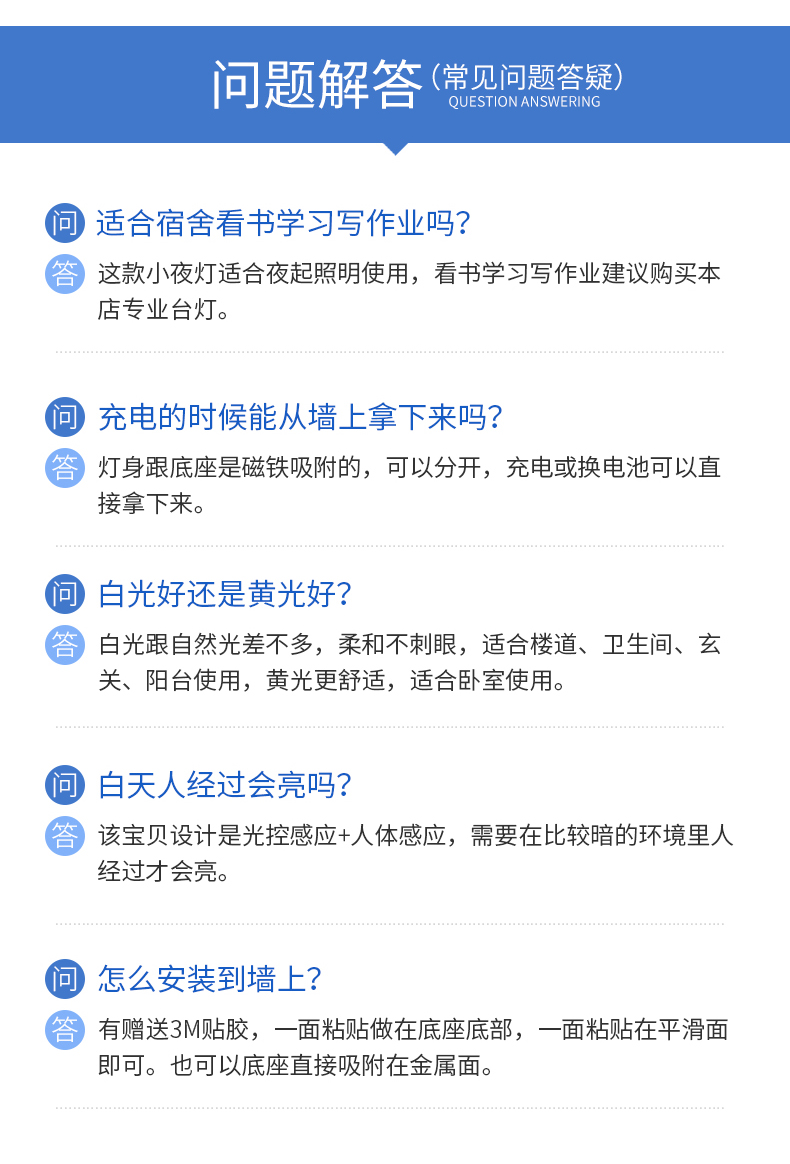 问题解答（常见问题答疑）
QUESTION ANSWERING
问 适合宿舍看书学习写作业吗？
答 这款小夜灯适合夜起照明使用，看书学习写作业建议购买本
店专业台灯。
问 充电的时候能从墙上拿下来吗？
答 灯身跟底座是磁铁吸附的，可以分开，充电或换电池可以直
接拿下来。
问 白光好还是黄光好？
答 白光跟自然光差不多，柔和不刺眼，适合楼道、卫生间、玄
关、阳台使用，黄光更舒适，适合卧室使用。
问 白天人经过会亮吗？
答 该宝贝设计是光控感应+人体感应，需要在比较暗的环境里人
经过才会亮。
问 怎么安装到墙上？
答 有赠送3M贴胶，一面粘贴做在底座底部，一面粘贴在平滑面
即可。也可以底座直接吸附在金属面。